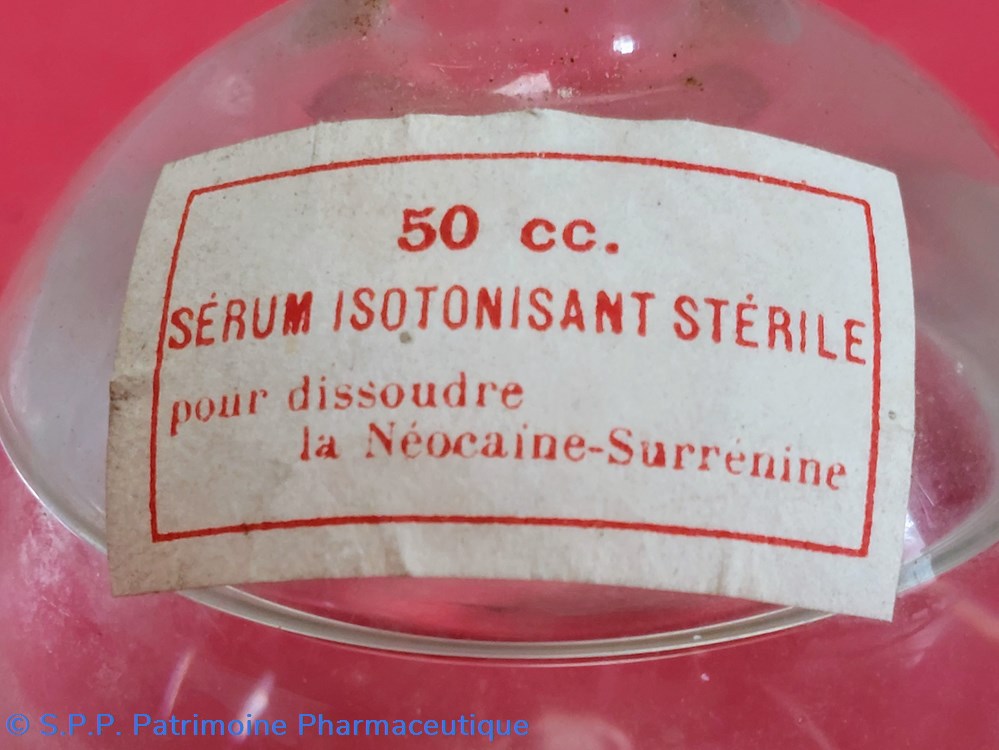 50 cc.
SÉRUM ISOTONISANT STÉRILE
pour dissoudre
la Néocaine-Surrénine
© S.P.P. Patrimoine Pharmaceutique